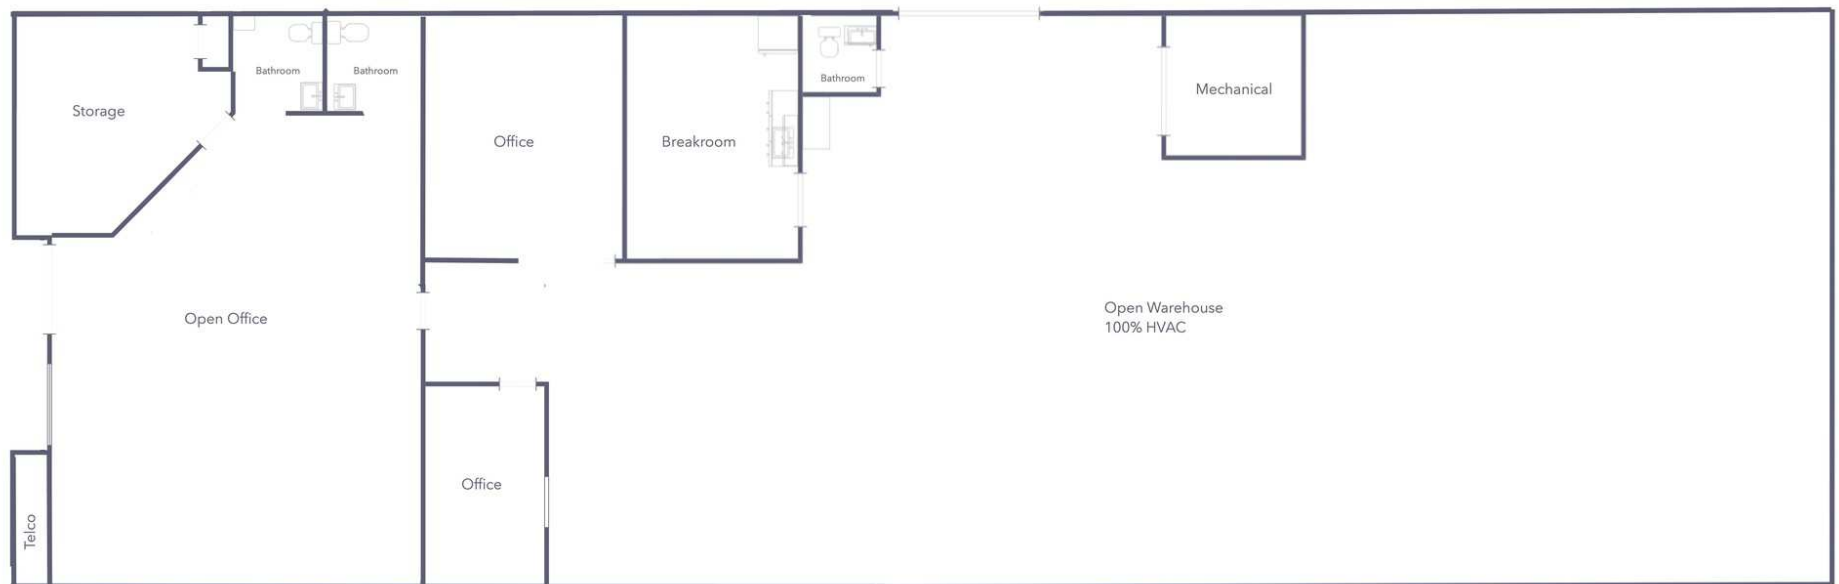 Bathroom
Bathroom
Bathroom
Mechanical
Storage
Office
Breakroom
Open Office
Open Warehouse
100% HVAC
Office
Telco